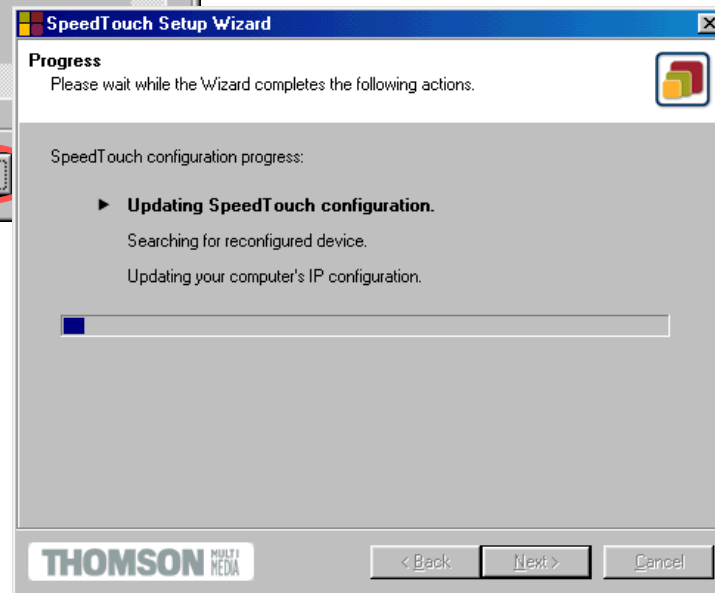 SpeedTouch Setup Wizard
Progress
Please wait while the Wizard completes the following actions.
SpeedTouch configuration progress:
Updating SpeedTouch configuration.
Searching for reconfigured device.
Updating your computer's IP configuration.
THOMSON MULTI MEDIA
< Back Next > Cancel